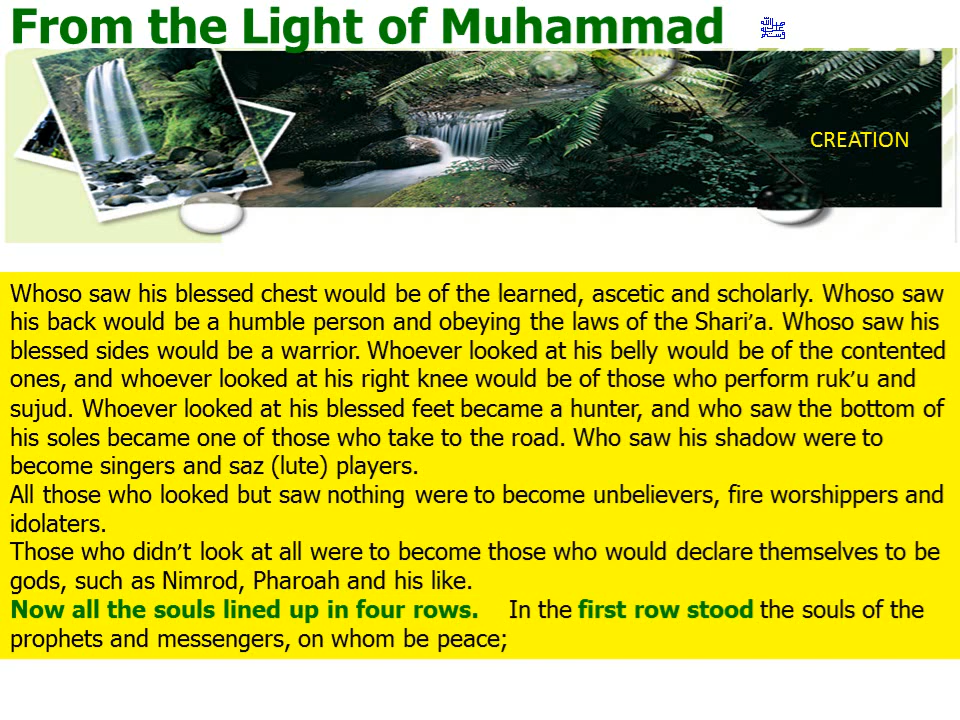 From the Light of Muhammad ﷺ
CREATION
Whoso saw his blessed chest would be of the learned, ascetic and scholarly. Whoso saw
his back would be a humble person and obeying the laws of the Shari’a. Whoso saw his
blessed sides would be a warrior. Whoever looked at his belly would be of the contented
ones, and whoever looked at his right knee would be of those who perform ruk’u and
sujud. Whoever looked at his blessed feet became a hunter, and who saw the bottom of
his soles became one of those who take to the road. Who saw his shadow were to
become singers and saz (lute) players.
All those who looked but saw nothing were to become unbelievers, fire worshippers and
idolaters.
Those who didn’t look at all were to become those who would declare themselves to be
gods, such as Nimrod, Pharoah and his like.
Now all the souls lined up in four rows. In the first row stood the souls of the
prophets and messengers, on whom be peace;